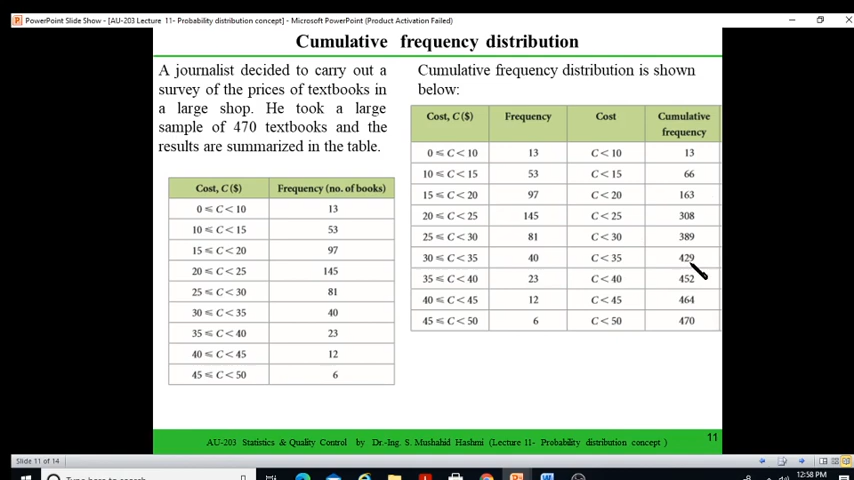 PowerPoint Slide Show - [AU-203 Lecture 11- Probability distribution concept] - Microsoft PowerPoint (Product Activation Failed)
Cumulative frequency distribution
A journalist decided to carry out a
survey of the prices of textbooks in
a large shop. He took a large
sample of 470 textbooks and the
results are summarized in the table.
Cost, C ($) Frequency (no. of books)
0 ⩽ C < 10 13
10 ⩽ C < 15 53
15 ⩽ C < 20 97
20 ⩽ C < 25 145
25 ⩽ C < 30 81
30 ⩽ C < 35 40
35 ⩽ C < 40 23
40 ⩽ C < 45 12
45 ⩽ C < 50 6
Cumulative frequency distribution is shown
below:
Cost, C ($) Frequency Cost Cumulative
frequency
0 ⩽ C < 10 13 C < 10 13
10 ⩽ C < 15 53 C < 15 66
15 ⩽ C < 20 97 C < 20 163
20 ⩽ C < 25 145 C < 25 308
25 ⩽ C < 30 81 C < 30 389
30 ⩽ C < 35 40 C < 35 429
35 ⩽ C < 40 23 C < 40 452
40 ⩽ C < 45 12 C < 45 464
45 ⩽ C < 50 6 C < 50 470
AU-203 Statistics & Quality Control by Dr.-Ing. S. Mushahid Hashmi (Lecture 11- Probability distribution concept )
11
Slide 11 of 14
12:58 PM